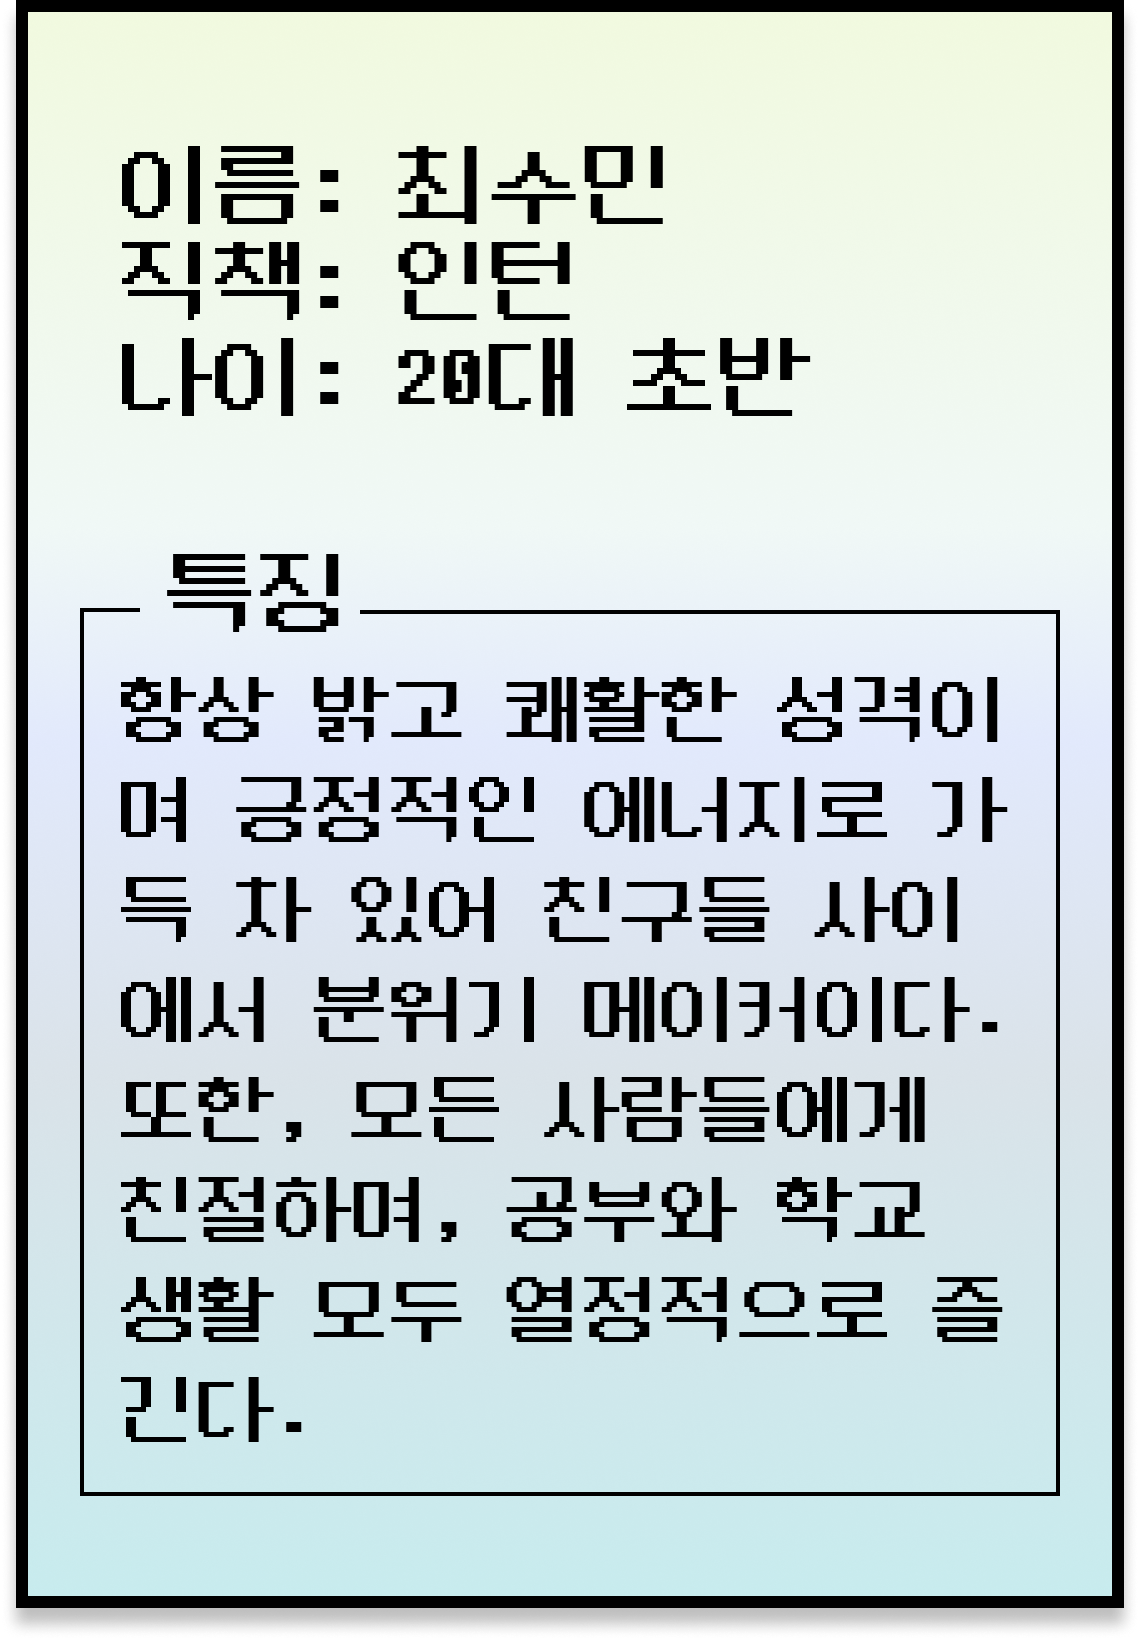 이름: 최수민
직책: 인턴
나이: 20대 초반
특징
항상 밝고 쾌활한 성격이
며 긍정적인 에너지로 가
득 차 있어 친구들 사이
에서 분위기 메이커이다.
또한, 모든 사람들에게
친절하며, 공부와 학교
생활 모두 열정적으로 즐
긴다.